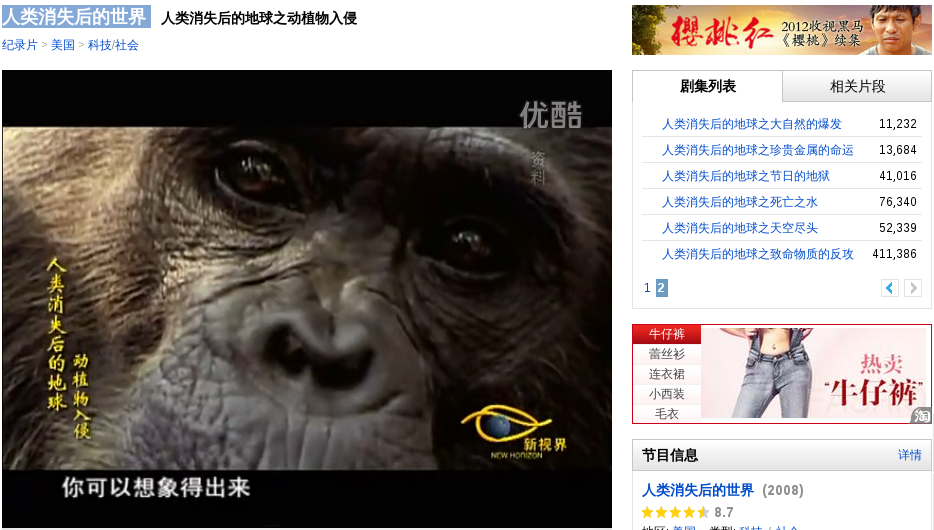 人类消失后的世界 人类消失后的地球之动植物入侵
纪录片 > 美国 > 科技/社会
优酷
资料
人类消失后的地球
动植物入侵
新视界
NEW HORIZON
你可以想象得出来
樱桃红
2012收视黑马
《樱桃》续集
剧集列表 相关片段
人类消失后的地球之大自然的爆发 11,232
人类消失后的地球之珍贵金属的命运 13,684
人类消失后的地球之节日的地狱 41,016
人类消失后的地球之死亡之水 76,340
人类消失后的地球之天空尽头 52,339
人类消失后的地球之致命物质的反攻 411,386
1 2
牛仔裤
蕾丝衫
连衣裙
小西装
毛衣
热卖
"牛仔裤"
淘
节目信息 详情
人类消失后的世界 (2008)
8.7
地区: 美国 类型: 科技 / 社会